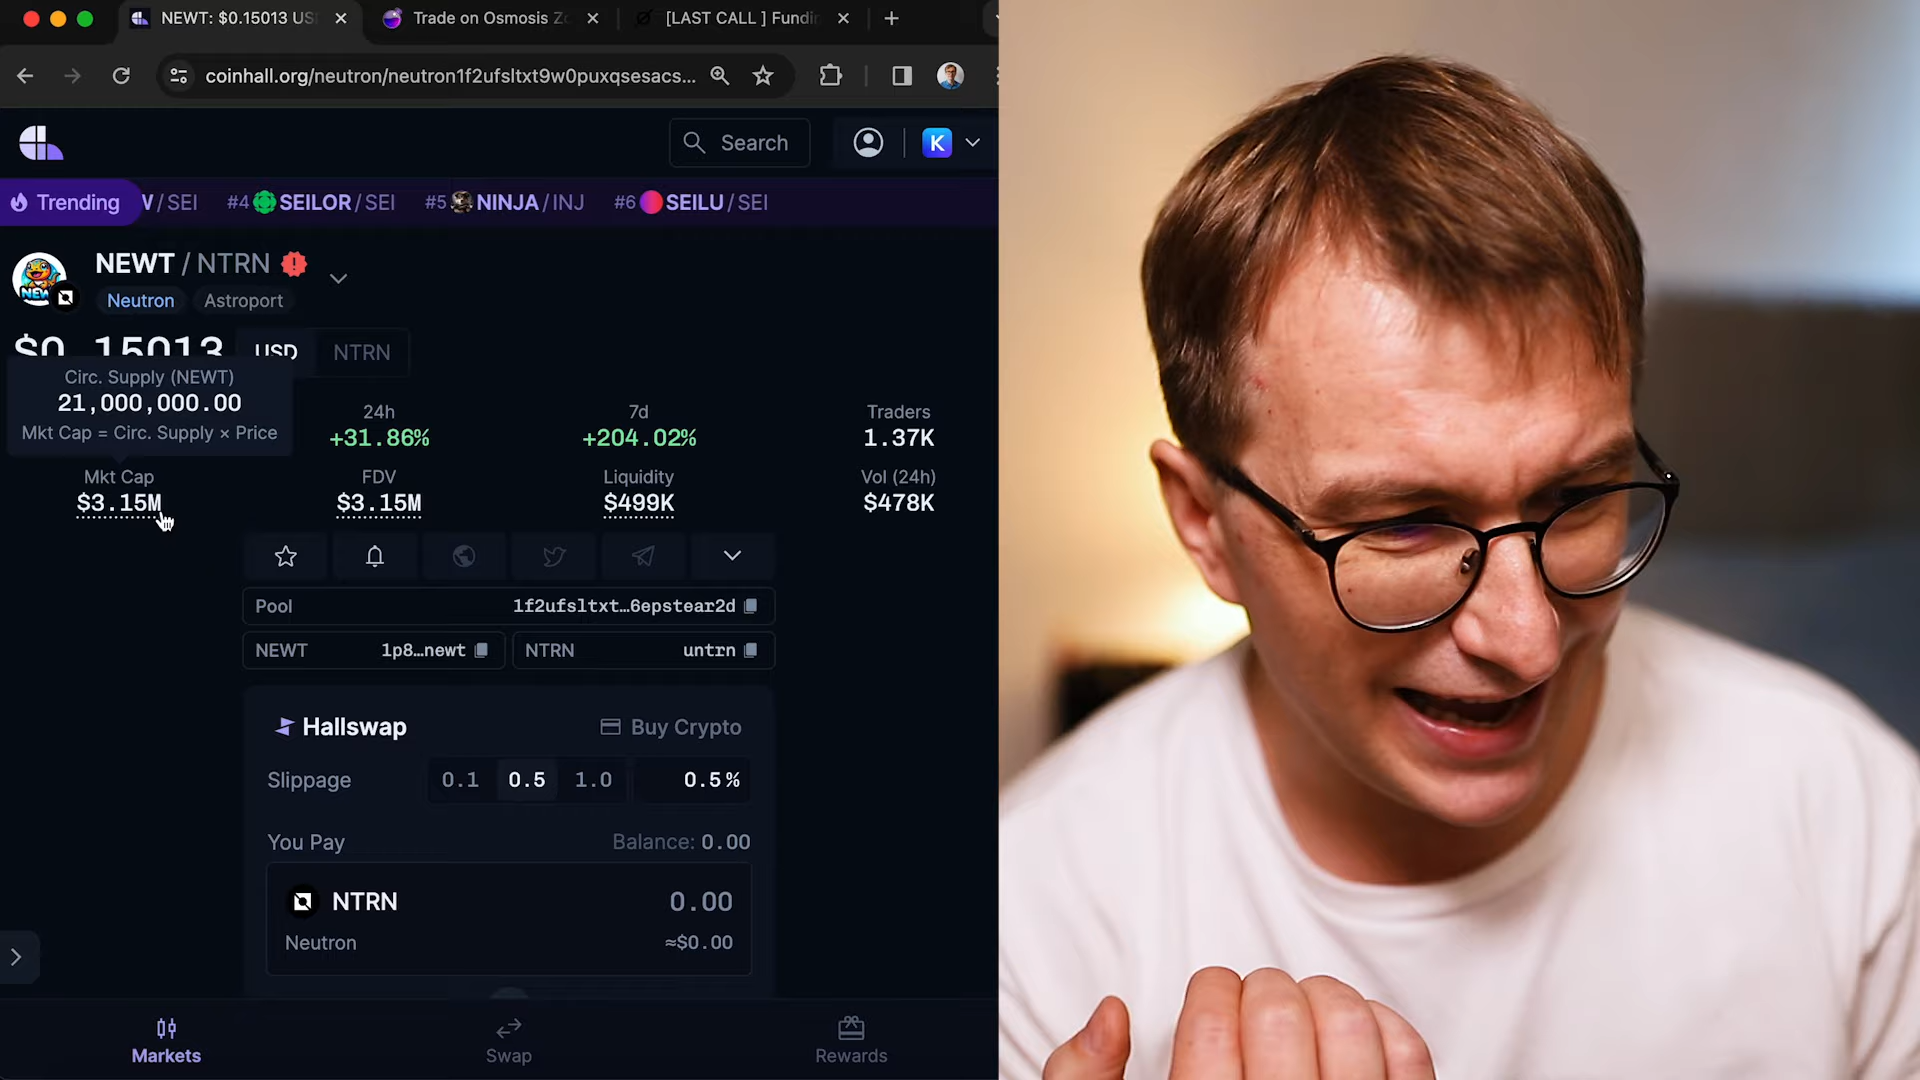 NEWT: $0.15013 US
Trade on Osmosis Zo
[LAST CALL ] Fundin
coinhall.org/neutron/neutron1f2ufsltxt9w0puxqsesacs...
Search
K
Trending
/SEI
#4 SEILOR/SEI
#5 NINJA/INJ
#6 SEILU/SEI
NEWT / NTRN
Neutron
Astroport
$0.15013
USD
NTRN
Circ. Supply (NEWT)
21,000,000.00
Mkt Cap = Circ. Supply × Price
24h
+31.86%
7d
+204.02%
Traders
1.37K
Mkt Cap
$3.15M
FDV
$3.15M
Liquidity
$499K
Vol (24h)
$478K
Pool
1f2ufsltxt…6epstear2d
NEWT
1p8…newt
NTRN
untrn
Hallswap
Buy Crypto
Slippage
0.1
0.5
1.0
0.5%
You Pay
Balance: 0.00
NTRN
0.00
Neutron
≈$0.00
Markets
Swap
Rewards